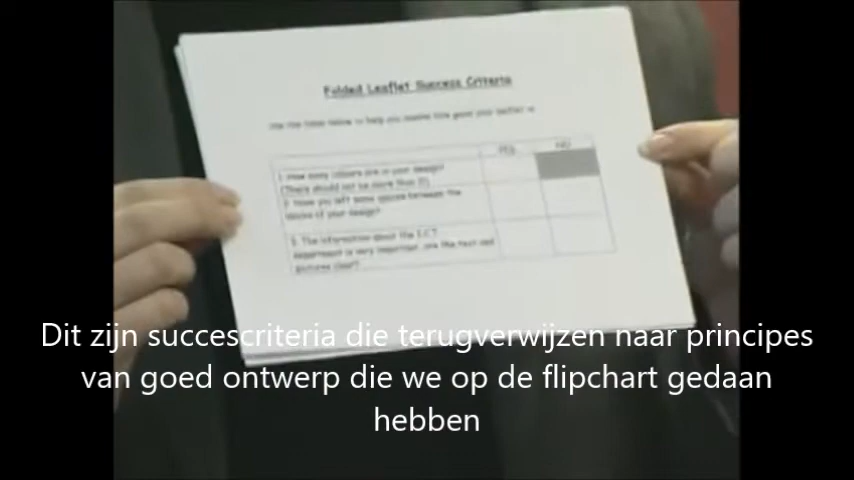 Folded Leaflet Success Criteria
Use the table below to help you assess how good your leaflet is
YES NO
1. How many colours are in your design?
(There should not be more than 3!)
2. Have you left some spaces between the
blocks of your design?
3. The information about the I.C.T
department is very important, are the text and
pictures clear?
Dit zijn succescriteria die terugverwijzen naar principes
van goed ontwerp die we op de flipchart gedaan
hebben